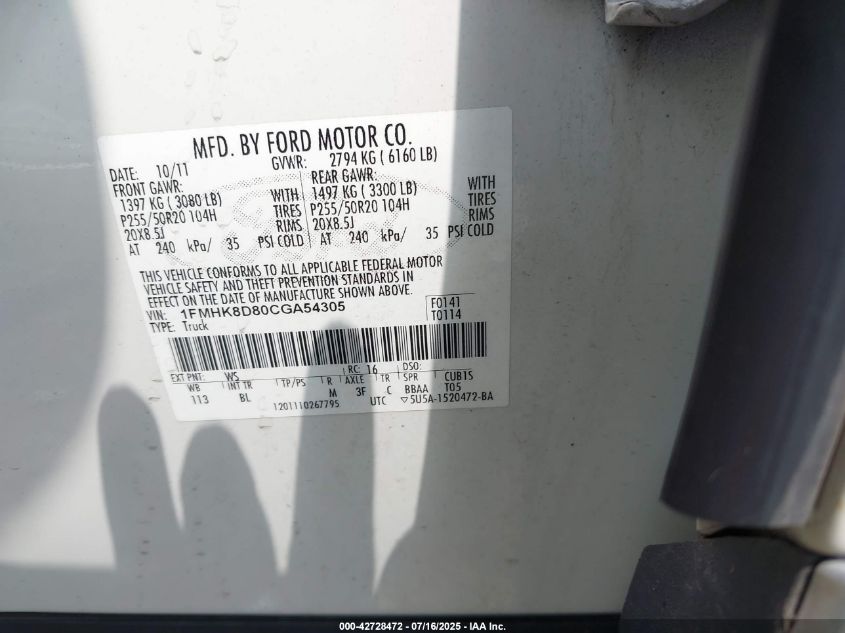 MFD. BY FORD MOTOR CO.
DATE: 10/11 GVWR: 2794 KG ( 6160 LB)
FRONT GAWR: REAR GAWR:
1397 KG ( 3080 LB) WITH 1497 KG ( 3300 LB) WITH
P255/50R20 104H TIRES P255/50R20 104H TIRES
20X8.5J RIMS 20X8.5J RIMS
AT 240 kPa/ 35 PSI COLD AT 240 kPa/ 35 PSI COLD
THIS VEHICLE CONFORMS TO ALL APPLICABLE FEDERAL MOTOR
VEHICLE SAFETY AND THEFT PREVENTION STANDARDS IN
EFFECT ON THE DATE OF MANUFACTURE SHOWN ABOVE.
VIN: 1FMHK8D80CGA54305 F0141
TYPE: Truck T0114
EXT PNT: WS RC: 16 DSO:
WB INT TR TP/PS R AXLE TR SPR CUB1S
113 BL M 3F C BBAA T05
1201110267795 UTC ▽5U5A-1520472-BA
000-42728472 - 07/16/2025 - IAA Inc.